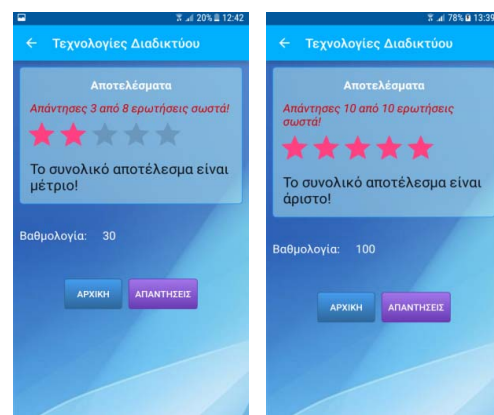 20% 12:42
Τεχνολογίες Διαδικτύου
Αποτελέσματα
Απάντησες 3 από 8 ερωτήσεις σωστά!
Το συνολικό αποτέλεσμα είναι
μέτριο!
Βαθμολογία: 30
ΑΡΧΙΚΗ ΑΠΑΝΤΗΣΕΙΣ
78% 13:39
Τεχνολογίες Διαδικτύου
Αποτελέσματα
Απάντησες 10 από 10 ερωτήσεις
σωστά!
Το συνολικό αποτέλεσμα είναι
άριστο!
Βαθμολογία: 100
ΑΡΧΙΚΗ ΑΠΑΝΤΗΣΕΙΣ